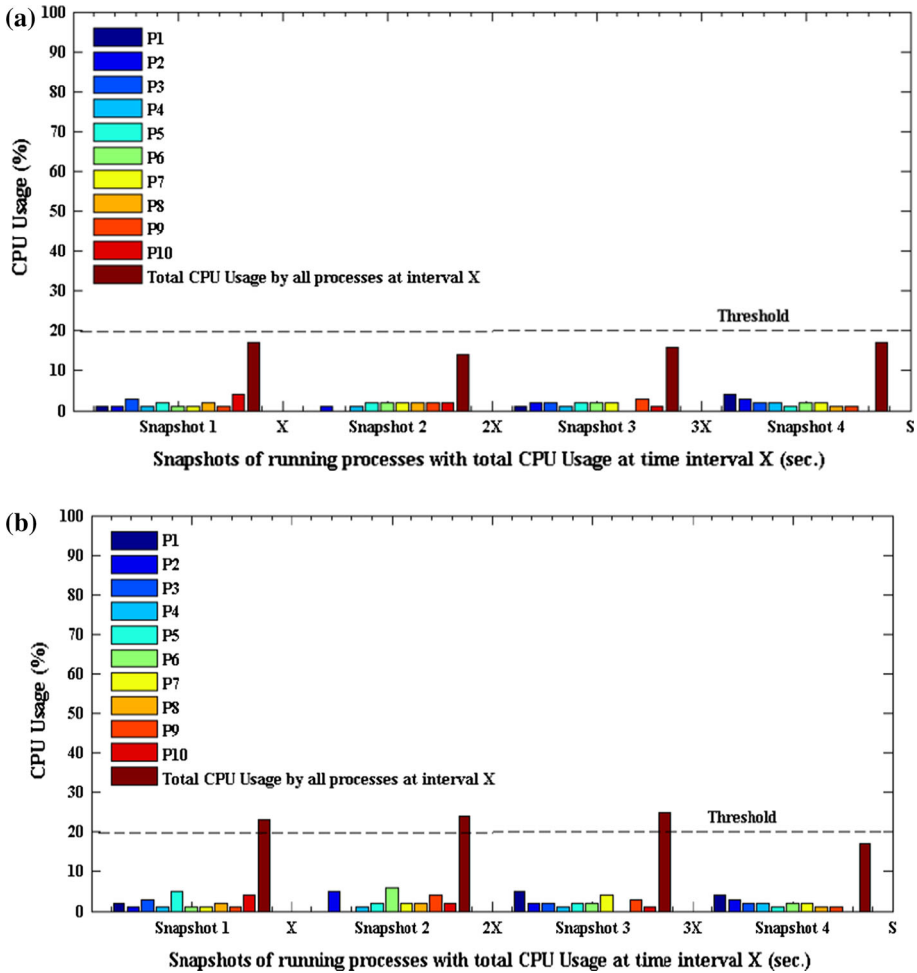 (a)
100
90
80
70
60
50
40
30
20
10
0
CPU Usage (%)
P1
P2
P3
P4
P5
P6
P7
P8
P9
P10
Total CPU Usage by all processes at interval X
Threshold
Snapshot 1 X Snapshot 2 2X Snapshot 3 3X Snapshot 4 S
Snapshots of running processes with total CPU Usage at time interval X (sec.)
(b)
100
90
80
70
60
50
40
30
20
10
0
CPU Usage (%)
P1
P2
P3
P4
P5
P6
P7
P8
P9
P10
Total CPU Usage by all processes at interval X
Threshold
Snapshot 1 X Snapshot 2 2X Snapshot 3 3X Snapshot 4 S
Snapshots of running processes with total CPU Usage at time interval X (sec.)